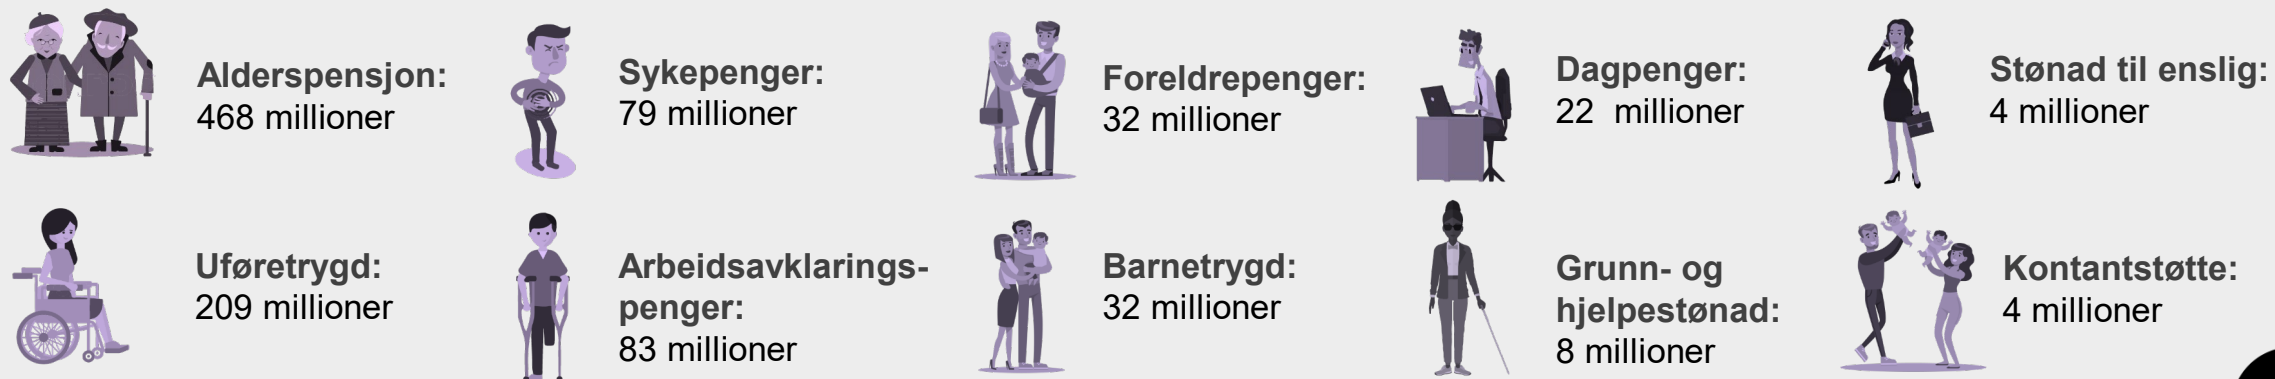 Alderspensjon:
468 millioner
Sykepenger:
79 millioner
Foreldrepenger:
32 millioner
Dagpenger:
22  millioner
Stønad til enslig:
4 millioner
Uføretrygd:
209 millioner
Arbeidsavklarings-
penger:
83 millioner
Barnetrygd:
32 millioner
Grunn- og
hjelpestønad:
8 millioner
Kontantstøtte:
4 millioner